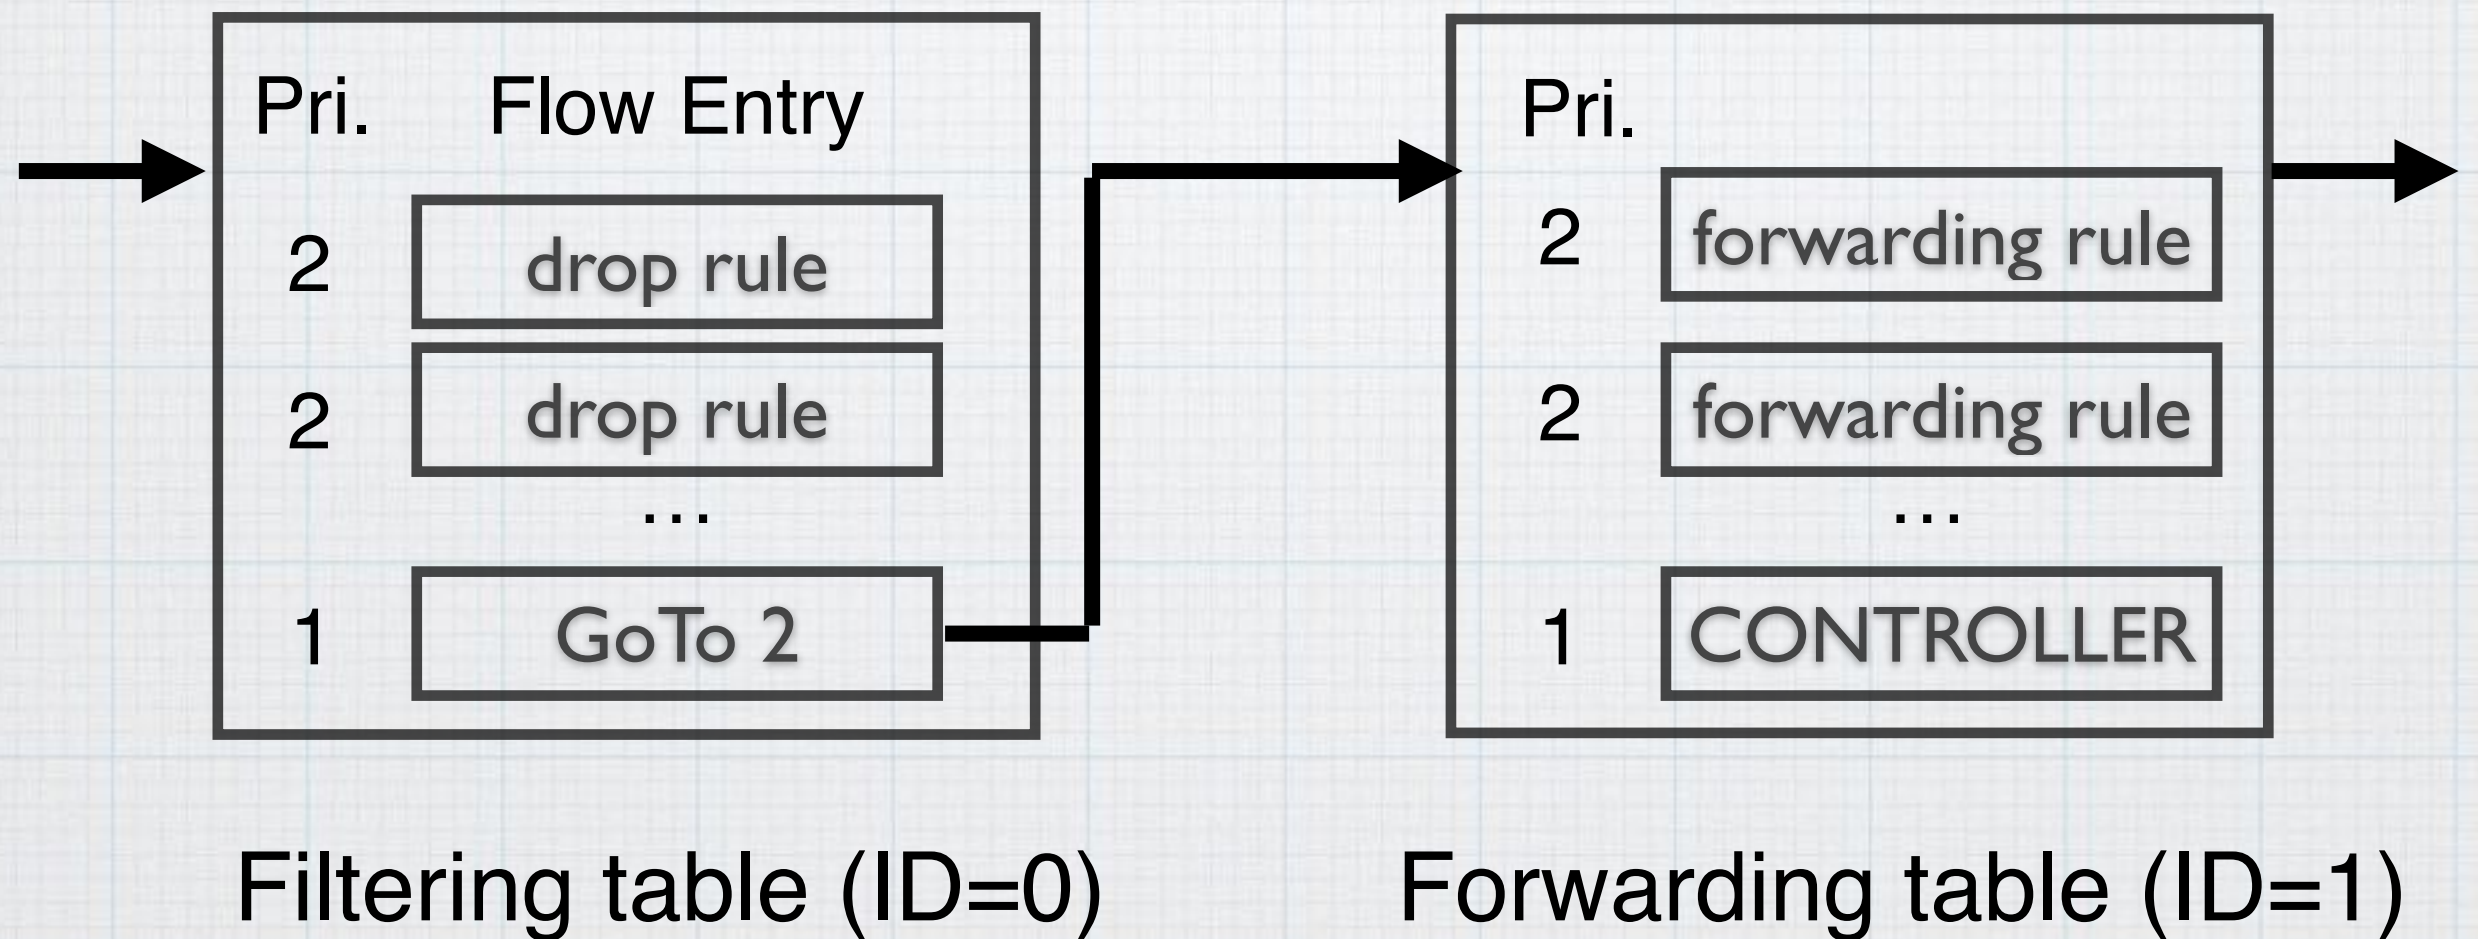 Pri. Flow Entry
2 drop rule
2 drop rule
...
1 GoTo 2
Filtering table (ID=0)
Pri.
2 forwarding rule
2 forwarding rule
...
1 CONTROLLER
Forwarding table (ID=1)